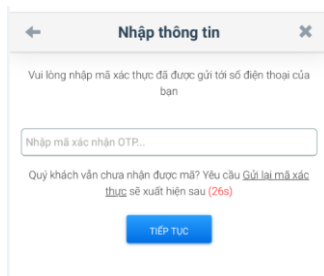 Nhập thông tin
Vui lòng nhập mã xác thực đã được gửi tới số điện thoại của
bạn
Nhập mã xác nhận OTP...
Quý khách vẫn chưa nhận được mã? Yêu cầu Gửi lại mã xác
thực sẽ xuất hiện sau (26s)
TIẾP TỤC